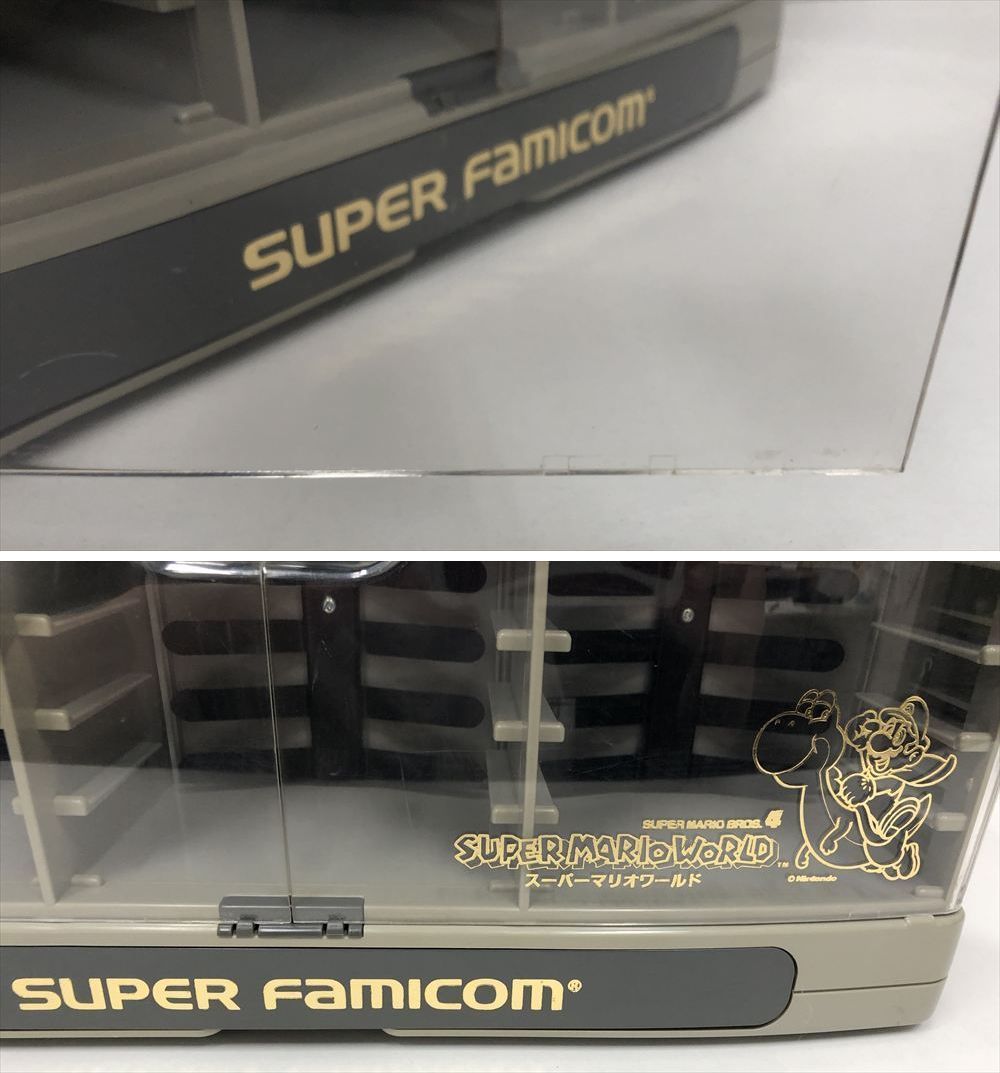 SUPER FAMICOM®
SUPER MARIO BROS. 4
SUPER MARIO WORLD™
スーパーマリオワールド
© Nintendo
SUPER FAMICOM®